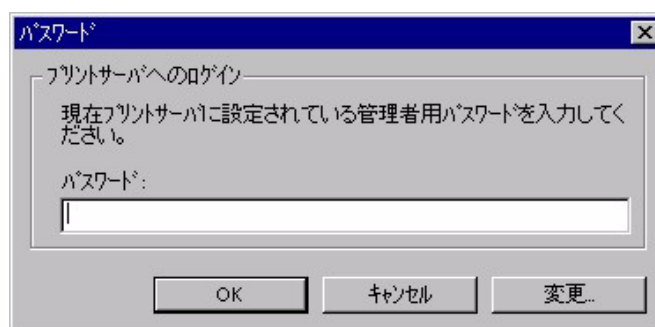 ﾊﾟｽﾜｰﾄﾞ
ﾌﾟﾘﾝﾄサーバへのﾛｸﾞｲﾝ
現在ﾌﾟﾘﾝﾄサーバに設定されている管理者用ﾊﾟｽﾜｰﾄﾞを入力してく
ださい。
ﾊﾟｽﾜｰﾄﾞ:
OK
ｷｬﾝｾﾙ
変更...